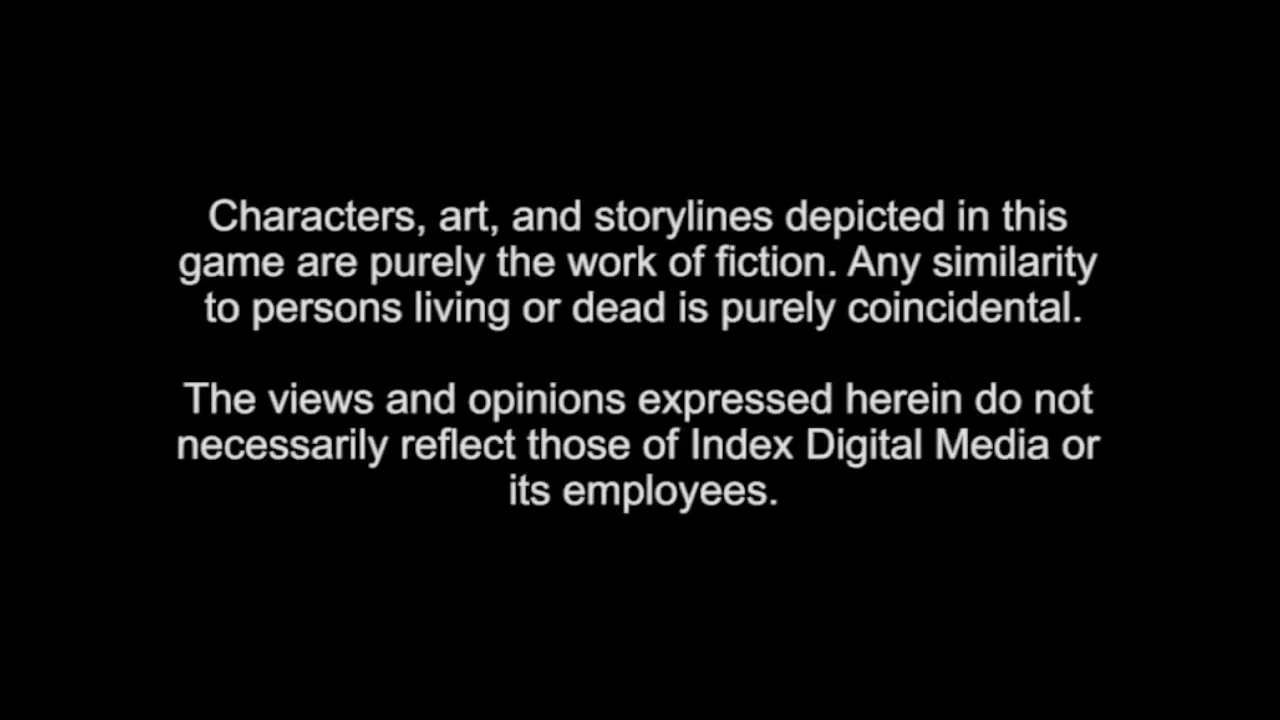 Characters, art, and storylines depicted in this
game are purely the work of fiction. Any similarity
to persons living or dead is purely coincidental.
The views and opinions expressed herein do not
necessarily reflect those of Index Digital Media or
its employees.